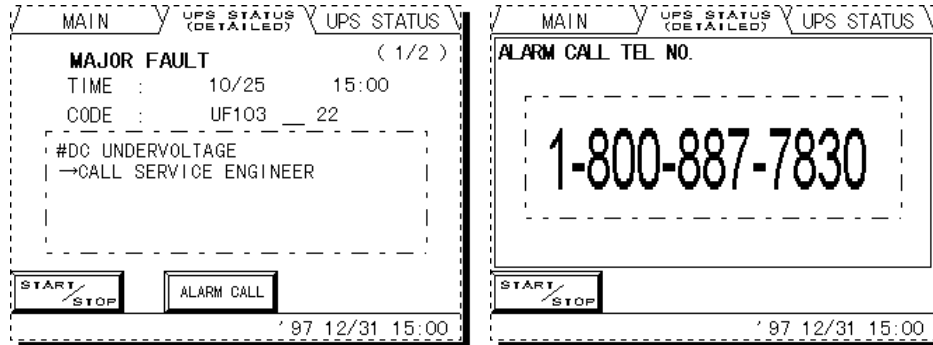 MAIN
UPS STATUS
(DETAILED)
UPS STATUS
MAJOR FAULT
(1/2)
TIME : 10/25 15:00
CODE : UF103 __ 22
#DC UNDERVOLTAGE
→CALL SERVICE ENGINEER
START/STOP
ALARM CALL
'97 12/31 15:00
MAIN
UPS STATUS
(DETAILED)
UPS STATUS
ALARM CALL TEL NO.
1-800-887-7830
START/STOP
'97 12/31 15:00